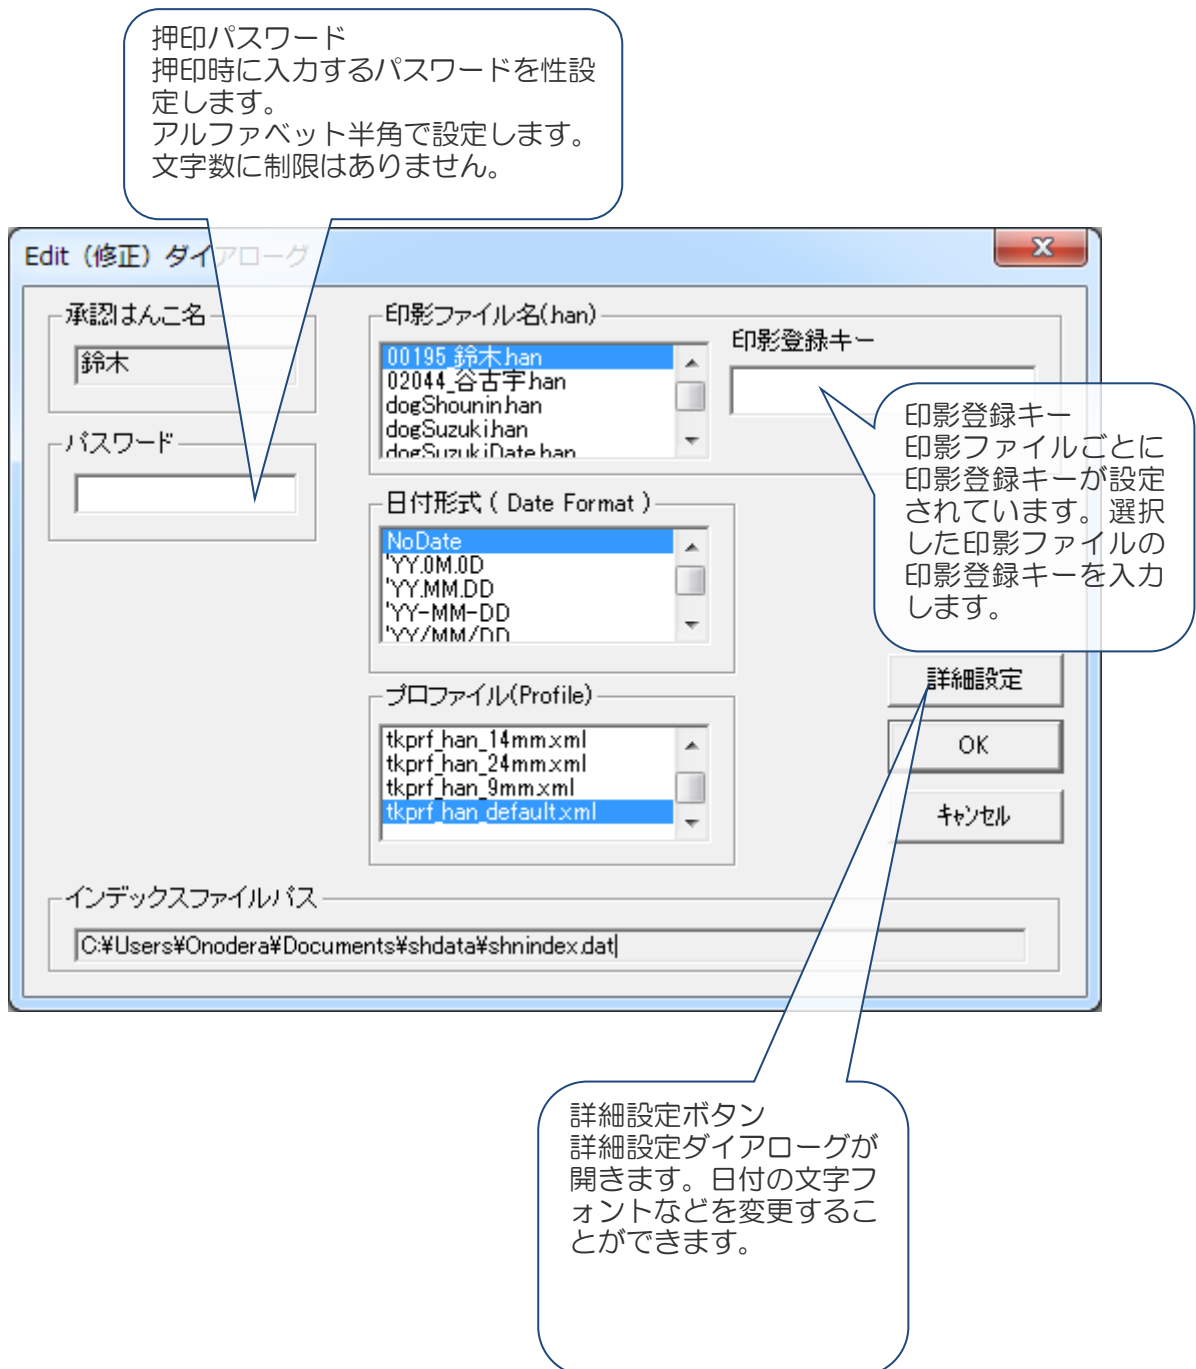 押印パスワード
押印時に入力するパスワードを性設
定します。
アルファベット半角で設定します。
文字数に制限はありません。
Edit（修正）ダイアローグ
承認はんこ名
鈴木
パスワード
印影ファイル名(.han)
00195_鈴木.han
02044_谷古宇.han
dogShounin.han
dogSuzuki.han
dogSuzukiDate.han
印影登録キー
印影登録キー
印影ファイルごとに
印影登録キーが設定
されています。選択
した印影ファイルの
印影登録キーを入力
します。
日付形式 ( Date Format )
NoDate
'YY.0M.0D
'YY.MM.DD
'YY-MM-DD
'YY/MM/DD
プロファイル(Profile)
tkprf_han_14mm.xml
tkprf_han_24mm.xml
tkprf_han_9mm.xml
tkprf_han_default.xml
詳細設定
OK
キャンセル
インデックスファイルパス
C:¥Users¥Onodera¥Documents¥shdata¥shnindex.dat
詳細設定ボタン
詳細設定ダイアローグが
開きます。日付の文字フ
ォントなどを変更するこ
とができます。